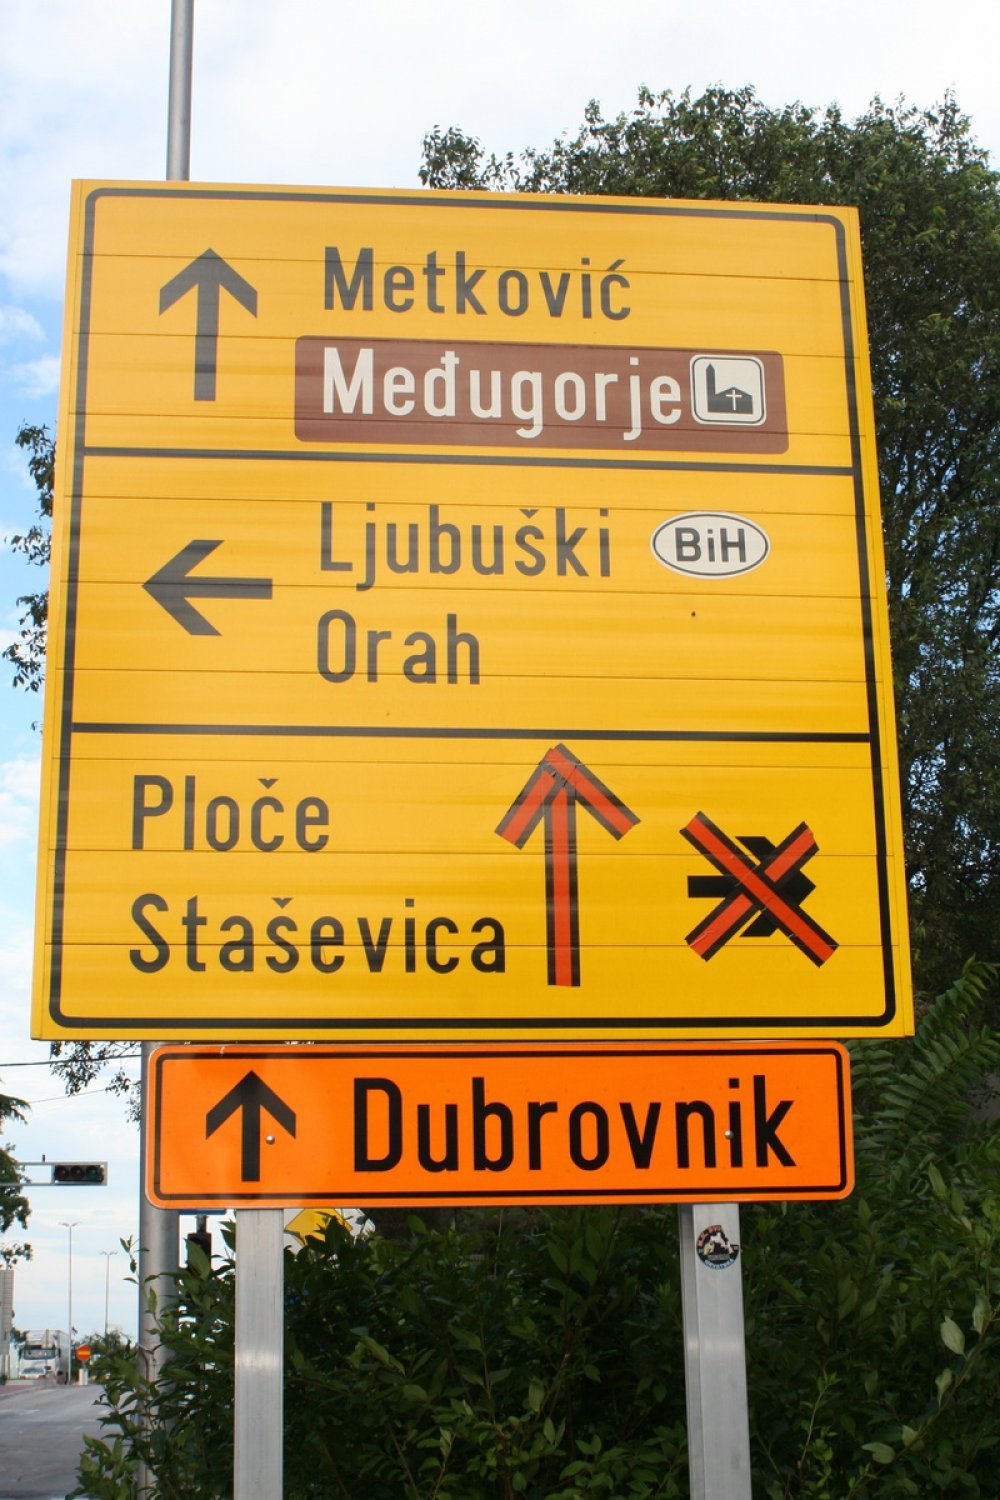 Metković
Međugorje
Ljubuški BiH
Orah
Ploče
Staševica
Dubrovnik